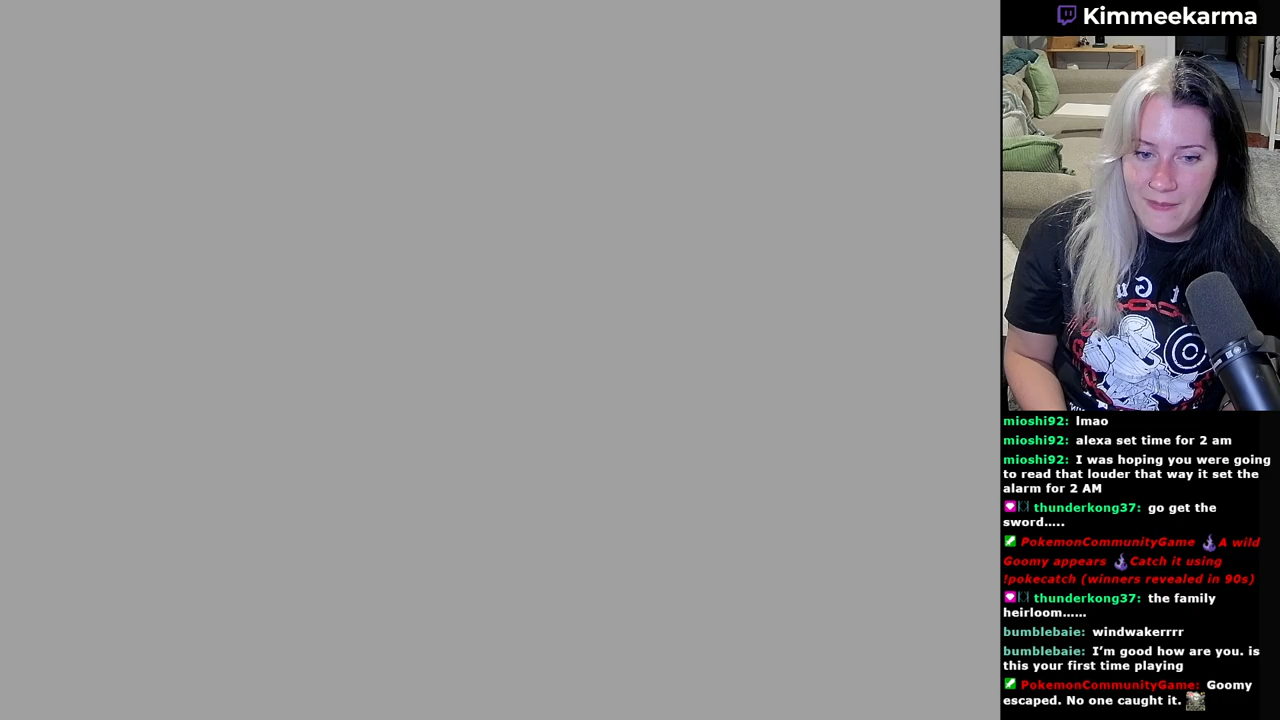 Kimmeekarma
t Gu
mioshi92: lmao
mioshi92: alexa set time for 2 am
mioshi92: I was hoping you were going
to read that louder that way it set the
alarm for 2 AM
thunderkong37: go get the
sword.....
PokemonCommunityGame A wild
Goomy appears Catch it using
!pokecatch (winners revealed in 90s)
thunderkong37: the family
heirloom......
bumblebaie: windwakerrrr
bumblebaie: I’m good how are you. is
this your first time playing
PokemonCommunityGame: Goomy
escaped. No one caught it.